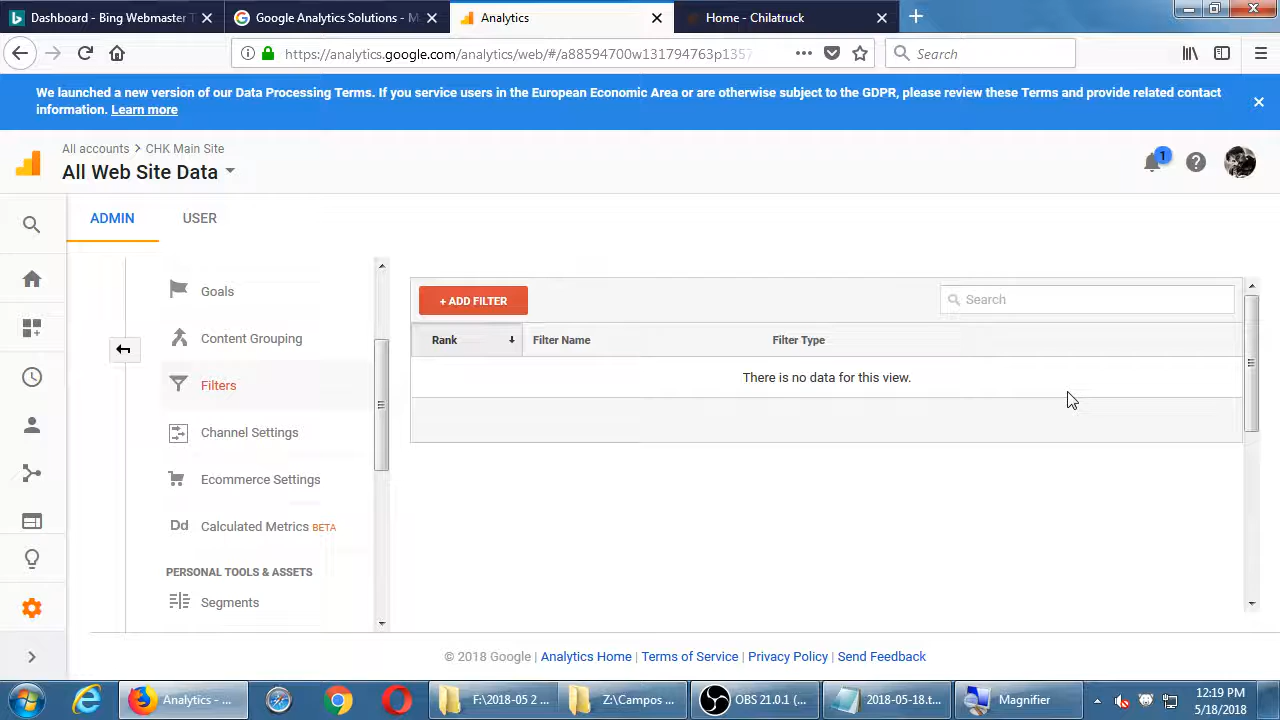 Dashboard - Bing Webmaster T
Google Analytics Solutions - M
Analytics
Home - Chilatruck
https://analytics.google.com/analytics/web/#/a88594700w131794763p1357
Search
We launched a new version of our Data Processing Terms. If you service users in the European Economic Area or are otherwise subject to the GDPR, please review these Terms and provide related contact
information. Learn more
All accounts > CHK Main Site
All Web Site Data
1
ADMIN
USER
Goals
Content Grouping
Filters
Channel Settings
Ecommerce Settings
Dd Calculated Metrics BETA
PERSONAL TOOLS & ASSETS
Segments
+ ADD FILTER
Search
Rank
Filter Name
Filter Type
There is no data for this view.
© 2018 Google | Analytics Home | Terms of Service | Privacy Policy | Send Feedback
Analytics - ...
F:\2018-05 2 ...
Z:\Campos ...
OBS 21.0.1 (...
2018-05-18.t...
Magnifier
12:19 PM
5/18/2018